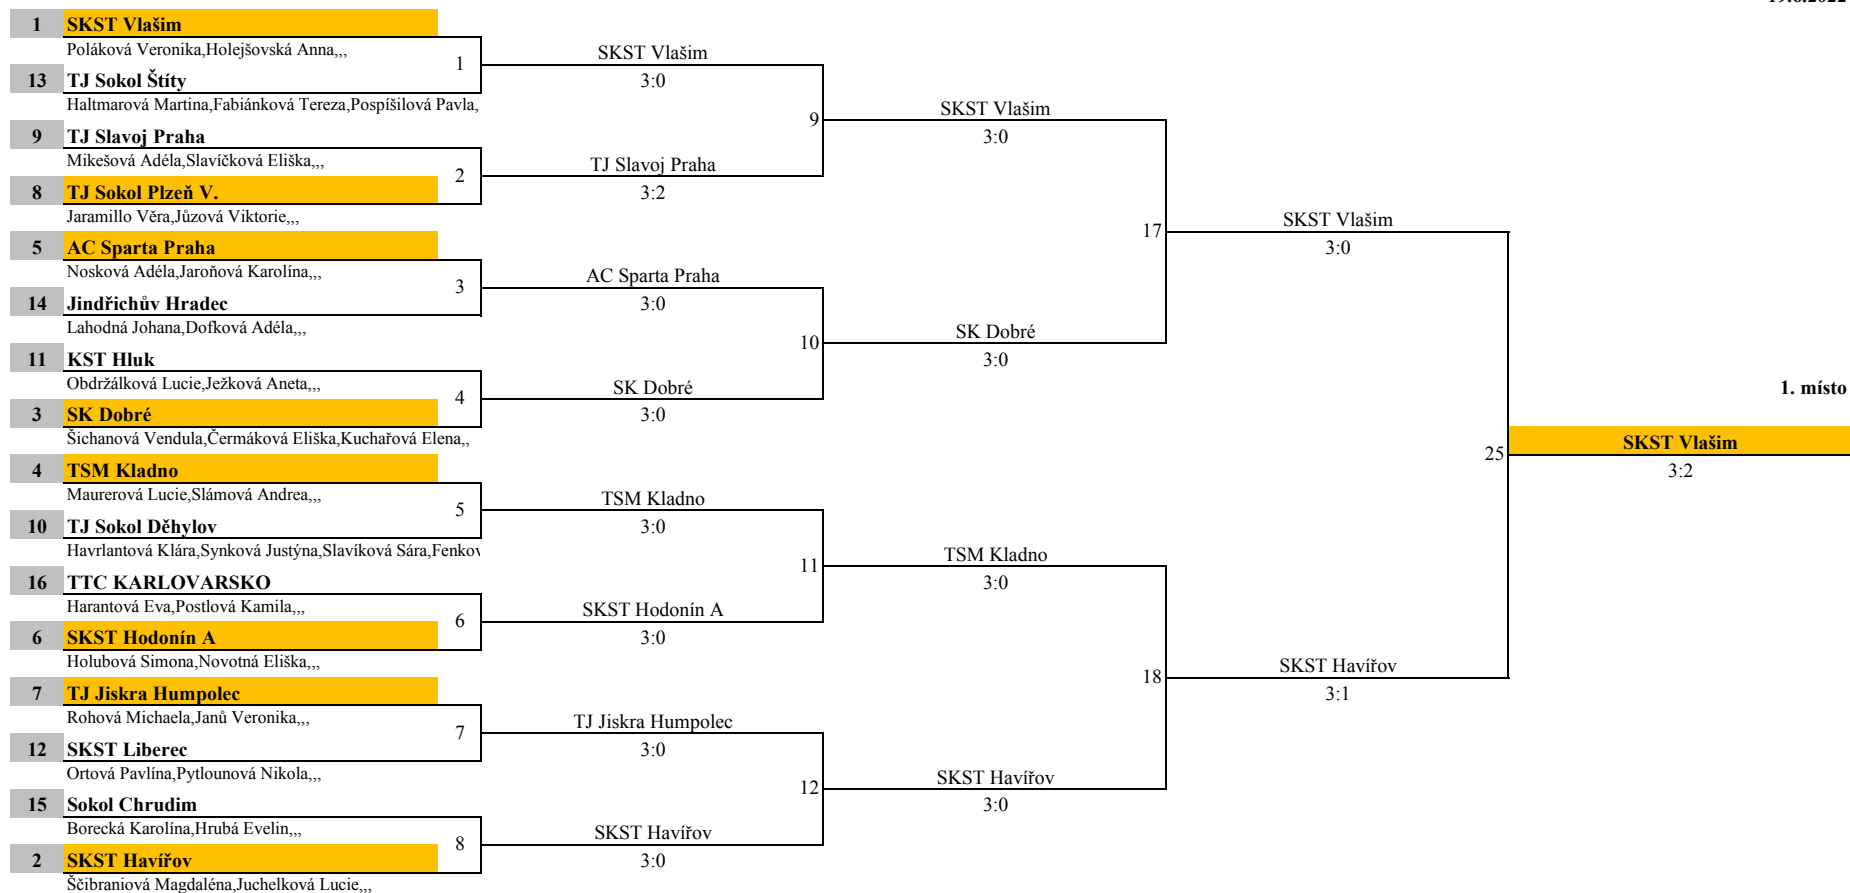 1 SKST Vlašim
Poláková Veronika,Holejšovská Anna,,,
1
13 TJ Sokol Štíty
Haltmarová Martina,Fabiánková Tereza,Pospíšilová Pavla,
9 TJ Slavoj Praha
Mikešová Adéla,Slavíčková Eliška,,,
2
8 TJ Sokol Plzeň V.
Jaramillo Věra,Jůzová Viktorie,,,
5 AC Sparta Praha
Nosková Adéla,Jaroňová Karolína,,,
3
14 Jindřichův Hradec
Lahodná Johana,Dofková Adéla,,,
11 KST Hluk
Obdržálková Lucie,Ježková Aneta,,,
4
3 SK Dobré
Šichanová Vendula,Čermáková Eliška,Kuchařová Elena,,
4 TSM Kladno
Maurerová Lucie,Slámová Andrea,,,
5
10 TJ Sokol Děhylov
Havrlantová Klára,Synková Justýna,Slavíková Sára,Fenkov
16 TTC KARLOVARSKO
Harantová Eva,Postlová Kamila,,,
6
6 SKST Hodonín A
Holubová Simona,Novotná Eliška,,,
7 TJ Jiskra Humpolec
Rohová Michaela,Janů Veronika,,,
7
12 SKST Liberec
Ortová Pavlína,Pytlounová Nikola,,,
15 Sokol Chrudim
Borecká Karolína,Hrubá Evelin,,,
8
2 SKST Havířov
Ščibraniová Magdaléna,Juchelková Lucie,,,
SKST Vlašim
3:0
9
TJ Slavoj Praha
3:2
AC Sparta Praha
3:0
10
SK Dobré
3:0
TSM Kladno
3:0
11
SKST Hodonín A
3:0
TJ Jiskra Humpolec
3:0
12
SKST Havířov
3:0
SKST Vlašim
3:0
17
SK Dobré
3:0
TSM Kladno
3:0
18
SKST Havířov
3:0
SKST Vlašim
3:0
25
SKST Havířov
3:1
1. místo
SKST Vlašim
3:2